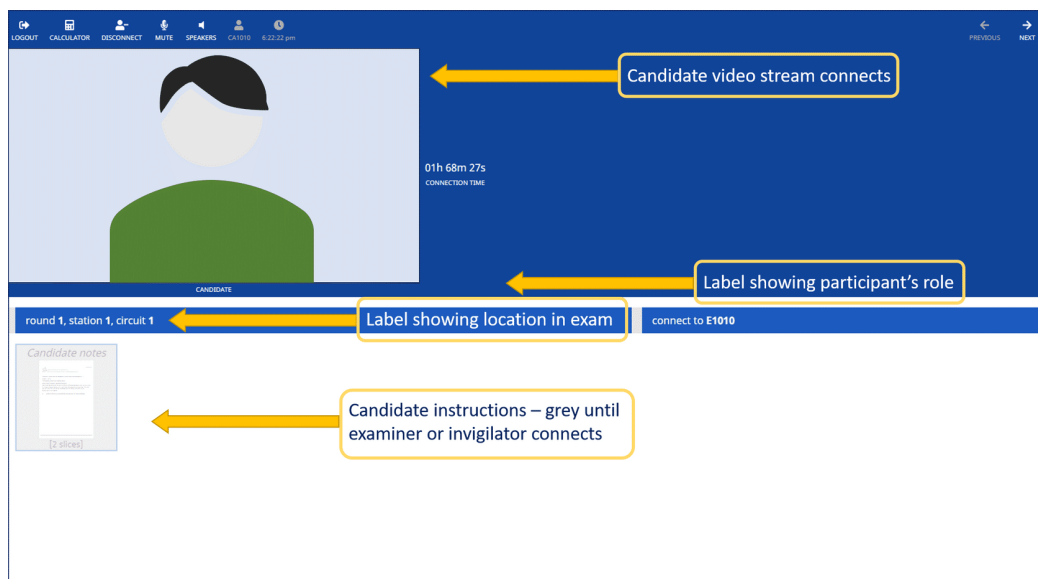 LOGOUT CALCULATOR DISCONNECT MUTE SPEAKERS CA1010 6:22:22 pm PREVIOUS NEXT
Candidate video stream connects
01h 68m 27s
CONNECTION TIME
Label showing participant's role
CANDIDATE
round 1, station 1, circuit 1
Label showing location in exam
connect to E1010
Candidate notes
[2 slices]
Candidate instructions – grey until
examiner or invigilator connects